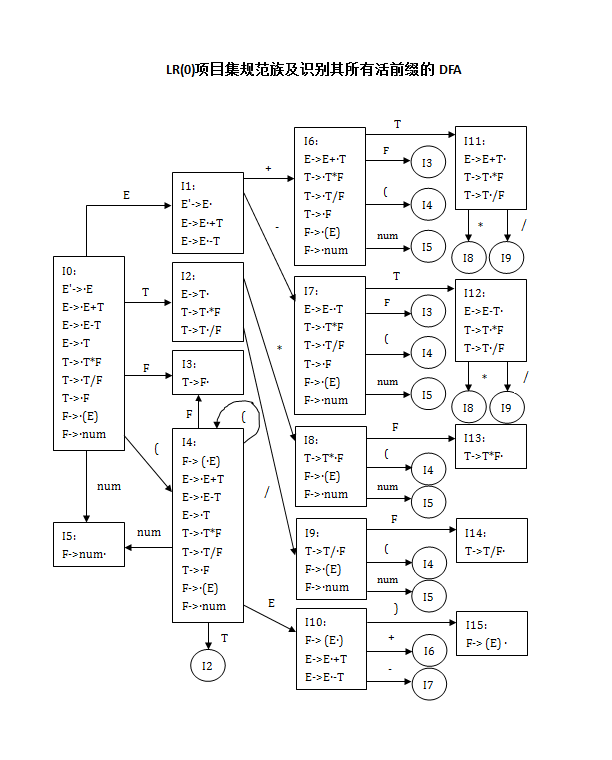 LR(0)项目集规范族及识别其所有活前缀的 DFA
I0:
E'->·E
E->·E+T
E->·E-T
E->·T
T->·T*F
T->·T/F
T->·F
F->·(E)
F->·num
E
T
F
(
num
I1:
E'->E·
E->E·+T
E->E·-T
+
-
I2:
E->T·
T->T·*F
T->T·/F
*
/
I3:
T->F·
I4:
F-> (·E)
E->·E+T
E->·E-T
E->·T
T->·T*F
T->·T/F
T->·F
F->·(E)
F->·num
F
(
num
T
I2
E
I5:
F->num·
I6:
E->E+·T
T->·T*F
T->·T/F
T->·F
F->·(E)
F->·num
T
F
I3
(
I4
num
I5
I7:
E->E-·T
T->·T*F
T->·T/F
T->·F
F->·(E)
F->·num
T
F
I3
(
I4
num
I5
I8:
T->T*·F
F->·(E)
F->·num
F
(
I4
num
I5
I9:
T->T/·F
F->·(E)
F->·num
F
(
I4
num
I5
I10:
F-> (E·)
E->E·+T
E->E·-T
)
+
I6
-
I7
I11:
E->E+T·
T->T·*F
T->T·/F
*
/
I8
I9
I12:
E->E-T·
T->T·*F
T->T·/F
*
/
I8
I9
I13:
T->T*F·
I14:
T->T/F·
I15:
F-> (E) ·